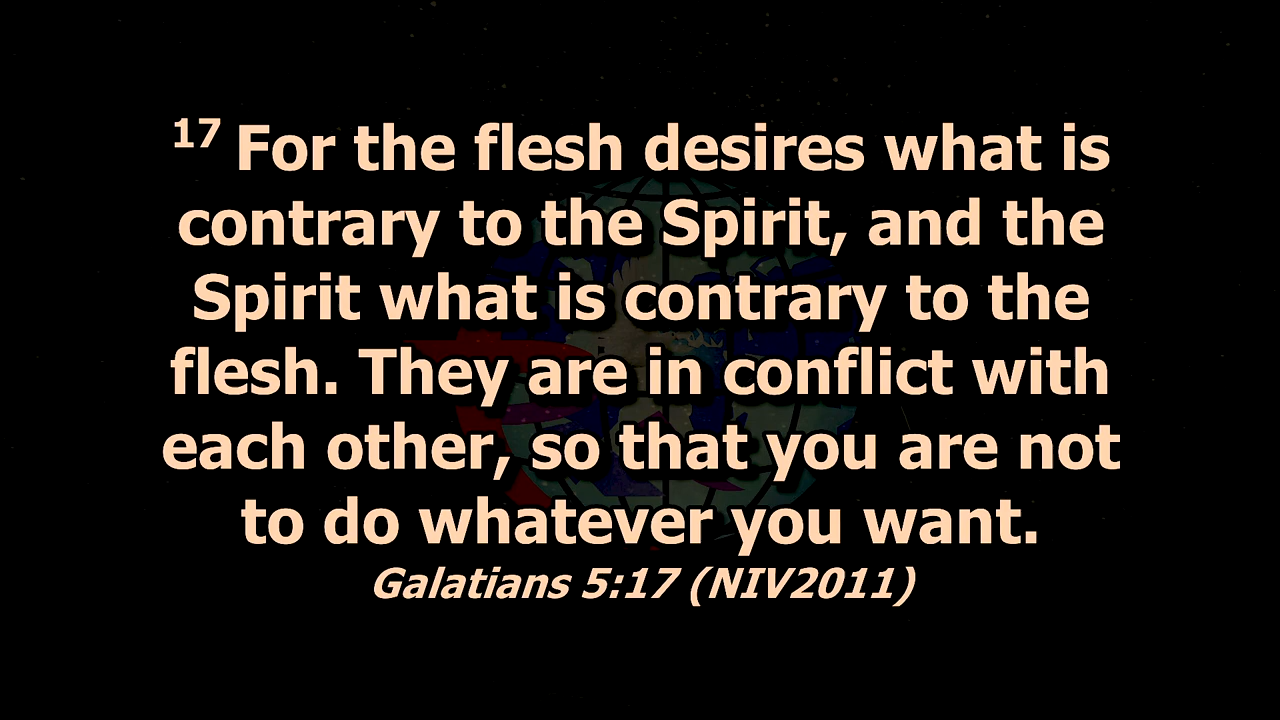 17 For the flesh desires what is
contrary to the Spirit, and the
Spirit what is contrary to the
flesh. They are in conflict with
each other, so that you are not
to do whatever you want.
Galatians 5:17 (NIV2011)